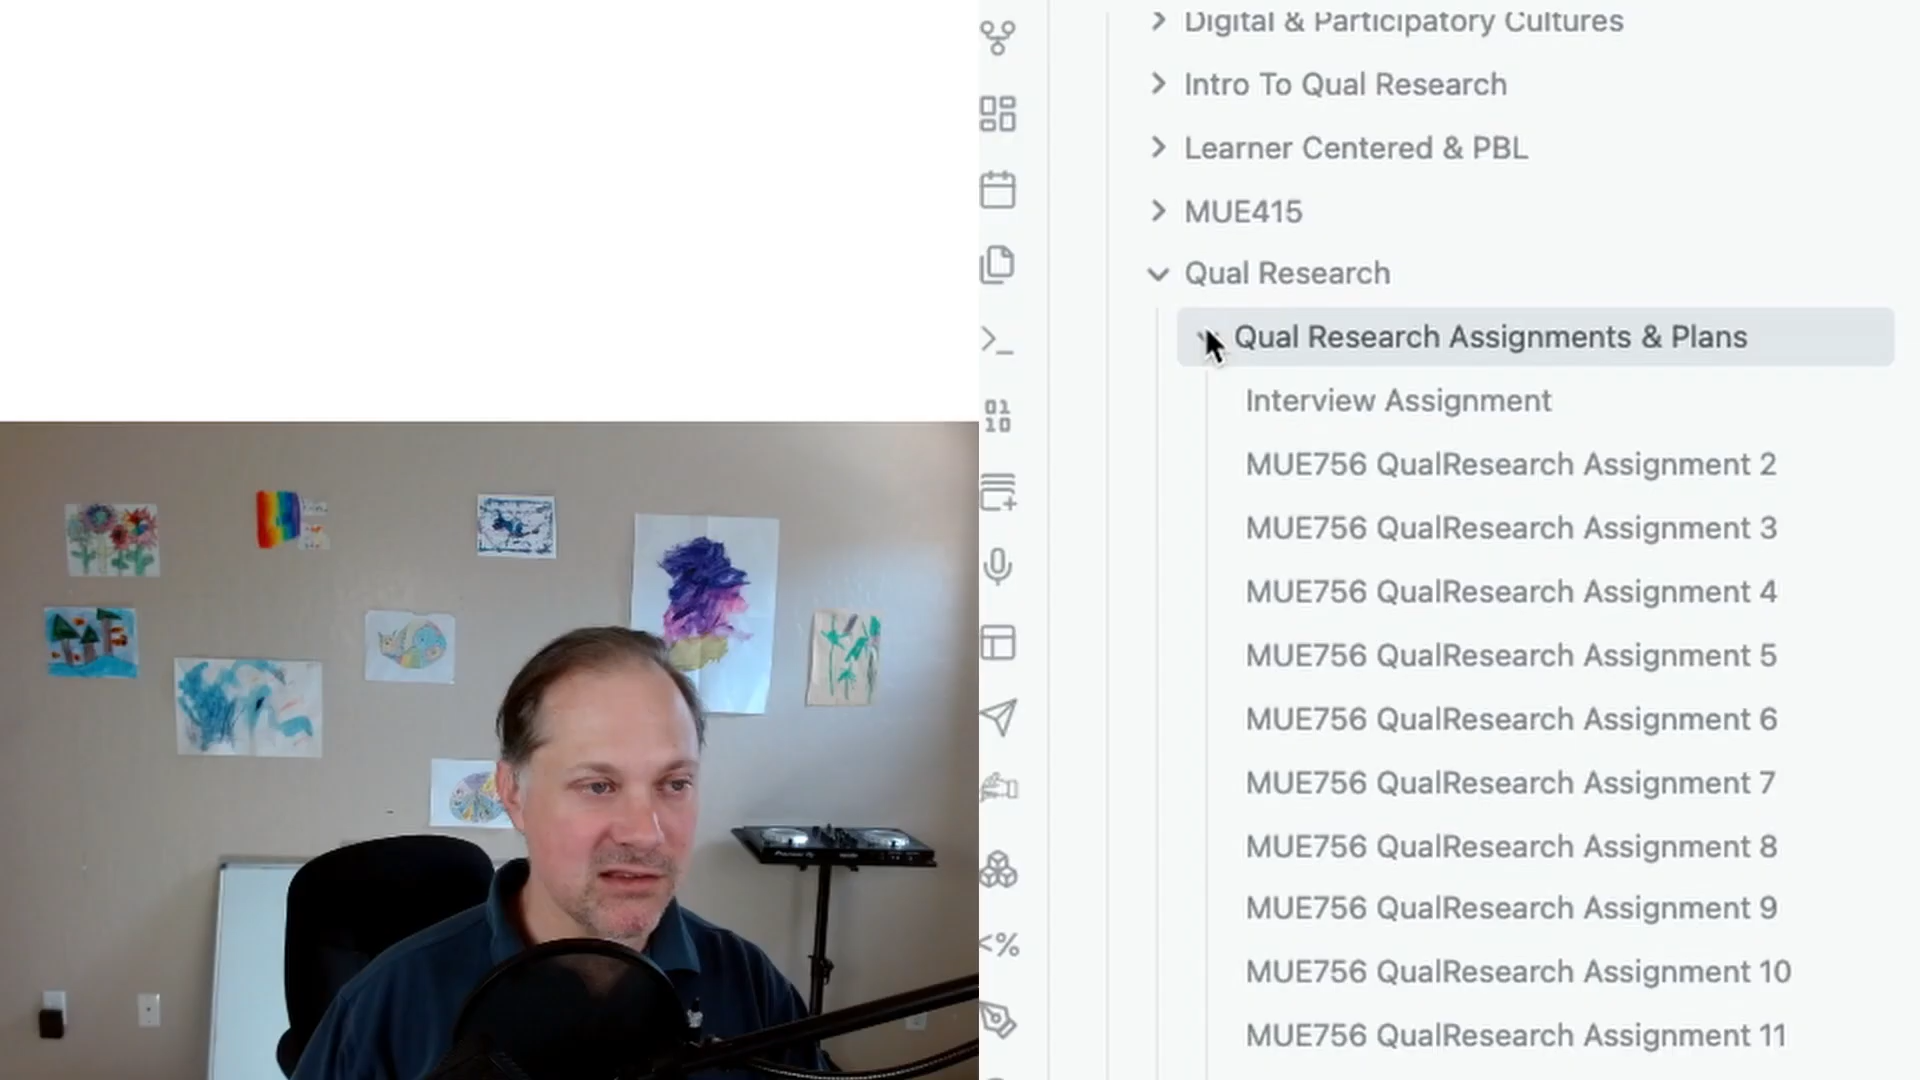 Digital & Participatory Cultures
Intro To Qual Research
Learner Centered & PBL
MUE415
Qual Research
Qual Research Assignments & Plans
Interview Assignment
MUE756 QualResearch Assignment 2
MUE756 QualResearch Assignment 3
MUE756 QualResearch Assignment 4
MUE756 QualResearch Assignment 5
MUE756 QualResearch Assignment 6
MUE756 QualResearch Assignment 7
MUE756 QualResearch Assignment 8
MUE756 QualResearch Assignment 9
MUE756 QualResearch Assignment 10
MUE756 QualResearch Assignment 11